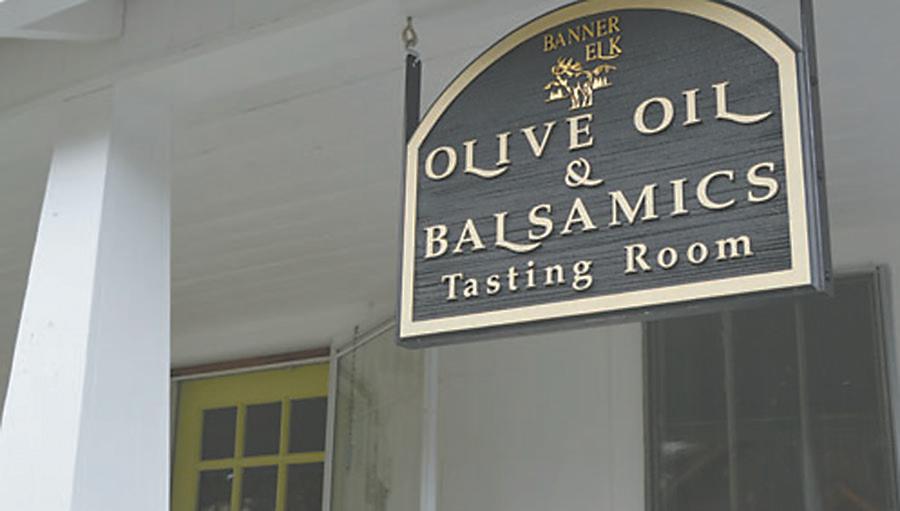 BANNER
ELK
OLIVE OIL
&
BALSAMICS
Tasting Room